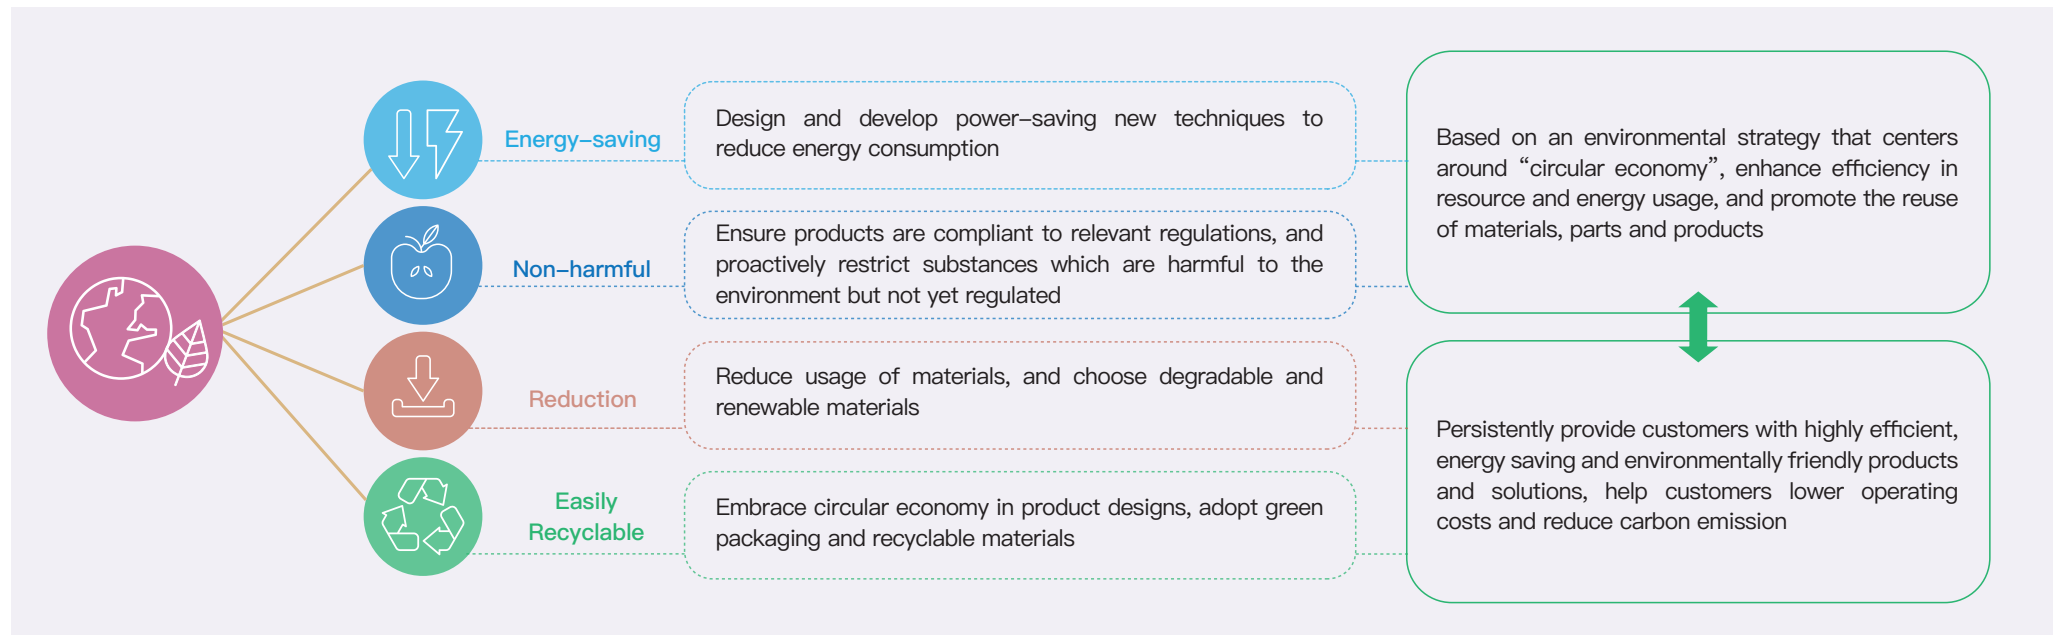 Energy-saving
Design and develop power-saving new techniques to
reduce energy consumption
Non-harmful
Ensure products are compliant to relevant regulations, and
proactively restrict substances which are harmful to the
environment but not yet regulated
Reduction
Reduce usage of materials, and choose degradable and
renewable materials
Easily
Recyclable
Embrace circular economy in product designs, adopt green
packaging and recyclable materials
Based on an environmental strategy that centers
around “circular economy”, enhance efficiency in
resource and energy usage, and promote the reuse
of materials, parts and products
Persistently provide customers with highly efficient,
energy saving and environmentally friendly products
and solutions, help customers lower operating
costs and reduce carbon emission